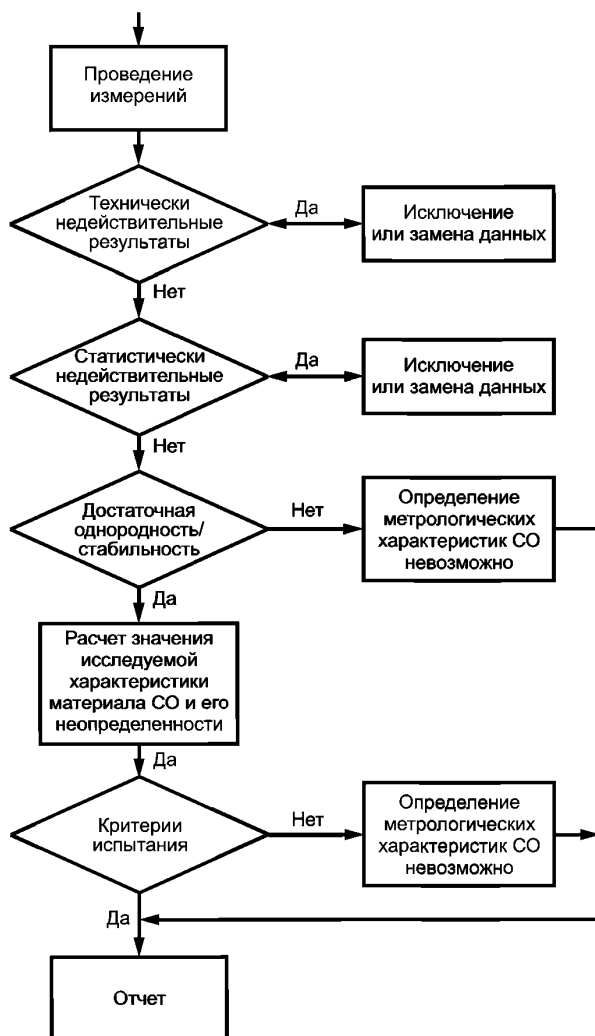 Проведение
измерений
Технически
недействительные
результаты
Да
Исключение
или замена данных
Нет
Статистически
недействительные
результаты
Да
Исключение
или замена данных
Нет
Достаточная
однородность/
стабильность
Нет
Определение
метрологических
характеристик СО
невозможно
Да
Расчет значения
исследуемой
характеристики
материала СО и его
неопределенности
Да
Критерии
испытания
Нет
Определение
метрологических
характеристик СО
невозможно
Да
Отчет